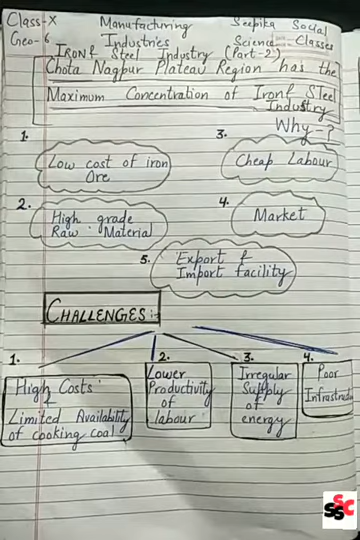 Class-X Manufacturing Seepika Social
Geo-6 Industries Science Classes
Iron & Steel Industry (Part-2)
Chota Nagpur Plateau Region has the
Maximum Concentration of Iron & Steel
Industry
Why-?
1.
Low cost of iron
Ore
3.
Cheap Labour
2.
High grade
Raw Material
4.
Market
5. Export &
Import facility
CHALLENGES:-
1.
High Costs
&
Limited Availability
of cooking coal
2.
Lower
Productivity
of
labour
3.
Irregular
Supply
of
energy
4.
Poor
SSC